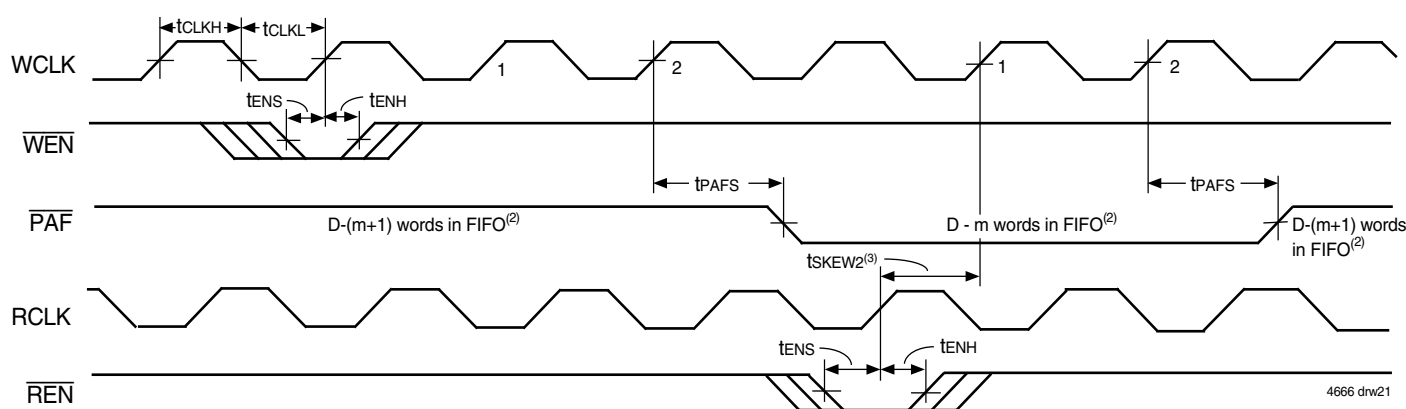 tCLKH tCLKL
WCLK 1 2 1 2
tENS tENH
WEN
tPAFS tPAFS
PAF D-(m+1) words in FIFO(2) D - m words in FIFO(2) D-(m+1) words
in FIFO(2)
tSKEW2(3)
RCLK
tENS tENH
REN 4666 drw21